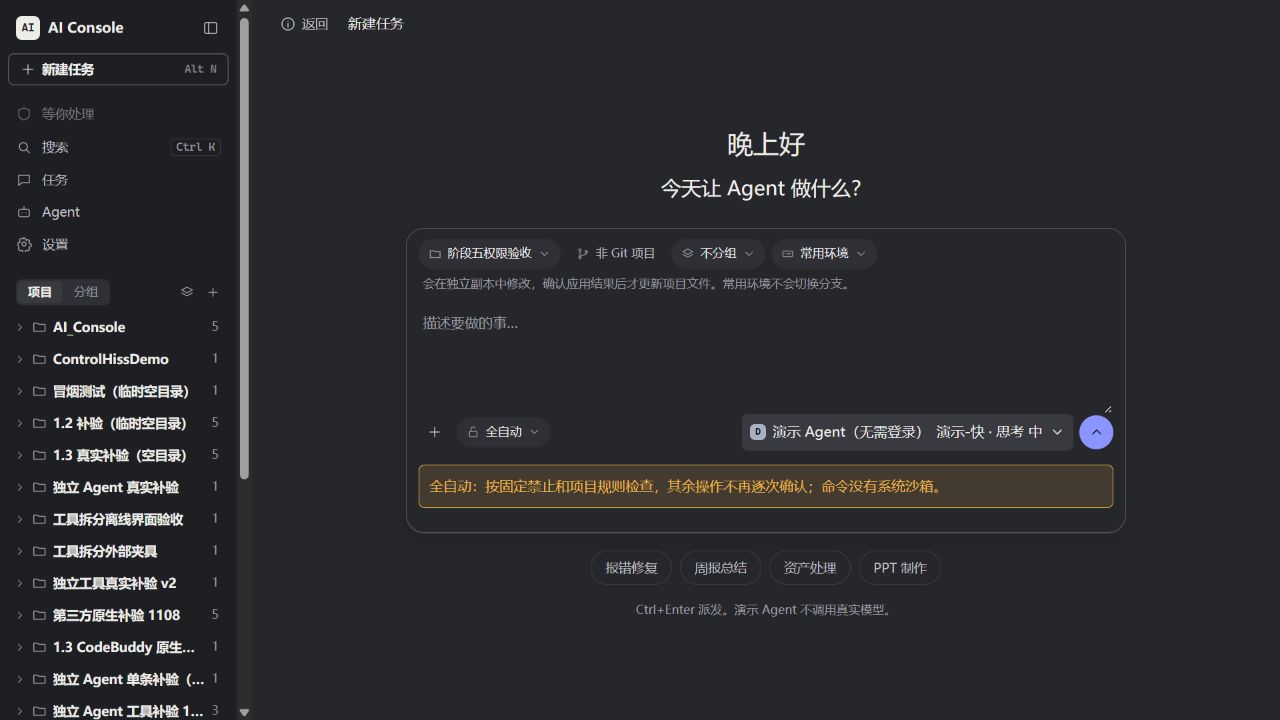 AI AI Console
新建任务 Alt N
等你处理
搜索 Ctrl K
任务
Agent
设置
项目 分组
AI_Console 5
ControlHissDemo 1
冒烟测试（临时空目录） 1
1.2 补验（临时空目录） 5
1.3 真实补验（空目录） 5
独立 Agent 真实补验 1
工具拆分离线界面验收 1
工具拆分外部夹具 1
独立工具真实补验 v2 1
第三方原生补验 1108 5
1.3 CodeBuddy 原生... 1
独立 Agent 单条补验（... 1
独立 Agent 工具补验 1... 3
返回 新建任务
晚上好
今天让 Agent 做什么？
阶段五权限验收 非 Git 项目 不分组 常用环境
会在独立副本中修改，确认应用结果后才更新项目文件。常用环境不会切换分支。
描述要做的事...
全自动 D 演示 Agent（无需登录） 演示-快 · 思考 中
全自动：按固定禁止和项目规则检查，其余操作不再逐次确认；命令没有系统沙箱。
报错修复 周报总结 资产处理 PPT 制作
Ctrl+Enter 派发。演示 Agent 不调用真实模型。